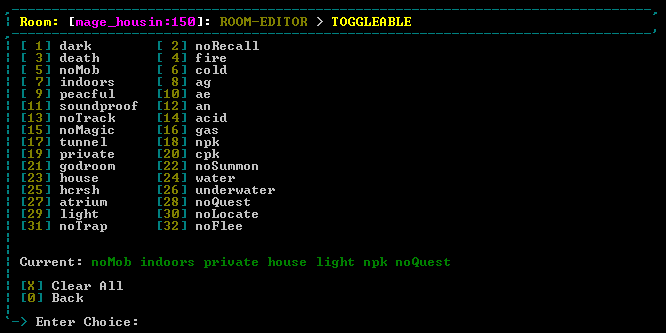 Room: [mage_housin:150]: ROOM-EDITOR > TOGGLEABLE
[ 1] dark [ 2] noRecall
[ 3] death [ 4] fire
[ 5] noMob [ 6] cold
[ 7] indoors [ 8] ag
[ 9] peacful [10] ae
[11] soundproof [12] an
[13] noTrack [14] acid
[15] noMagic [16] gas
[17] tunnel [18] npk
[19] private [20] cpk
[21] godroom [22] noSummon
[23] house [24] water
[25] hcrsh [26] underwater
[27] atrium [28] noQuest
[29] light [30] noLocate
[31] noTrap [32] noFlee
Current: noMob indoors private house light npk noQuest
[X] Clear All
[0] Back
-> Enter Choice: